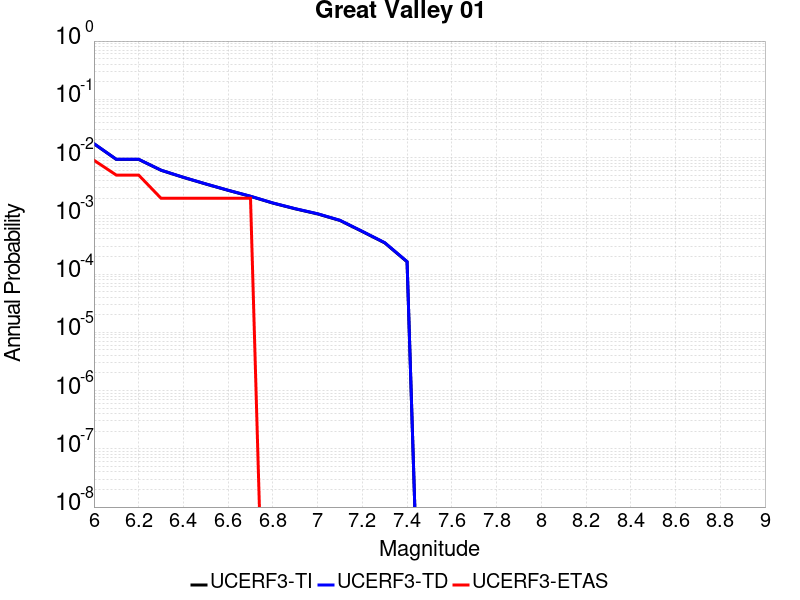 Great Valley 01
10^0
10^-1
10^-2
10^-3
10^-4
10^-5
10^-6
10^-7
10^-8
Annual Probability
6 6.2 6.4 6.6 6.8 7 7.2 7.4 7.6 7.8 8 8.2 8.4 8.6 8.8 9
Magnitude
UCERF3-TI UCERF3-TD UCERF3-ETAS